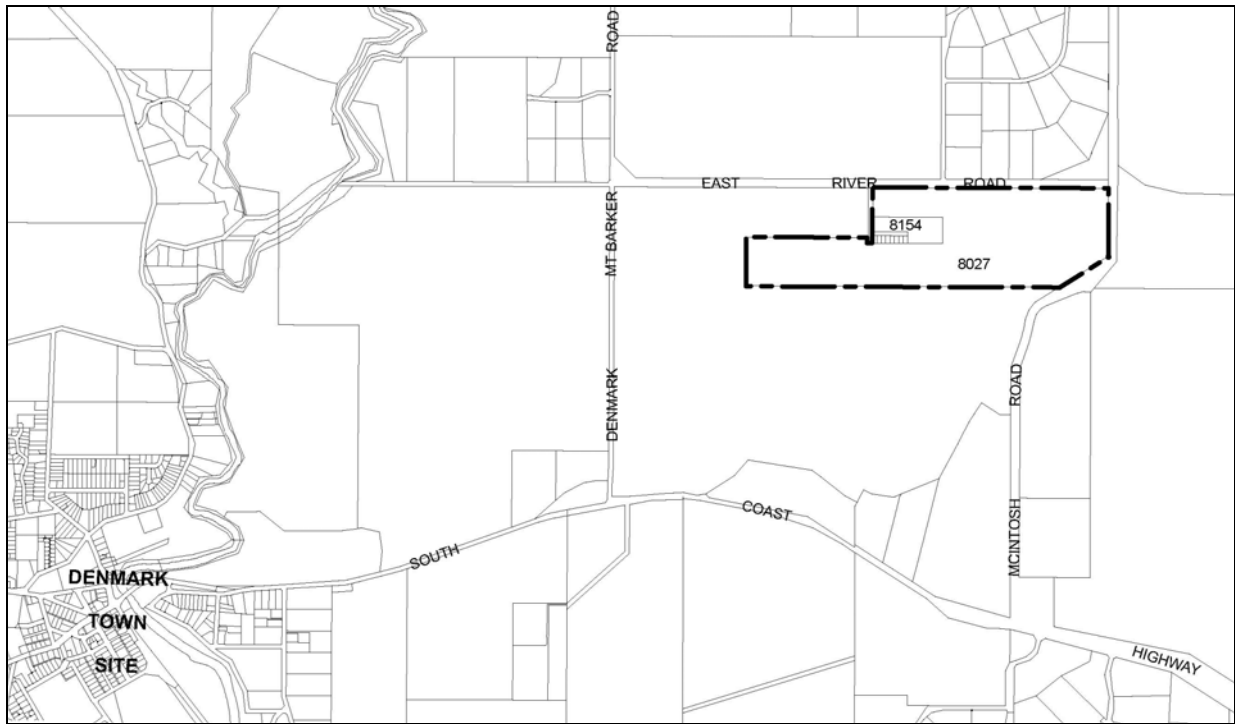 ROAD
EAST RIVER ROAD
MT BARKER
8154
8027
DENMARK
ROAD
COAST
MCINTOSH
SOUTH
DENMARK
TOWN
SITE
HIGHWAY